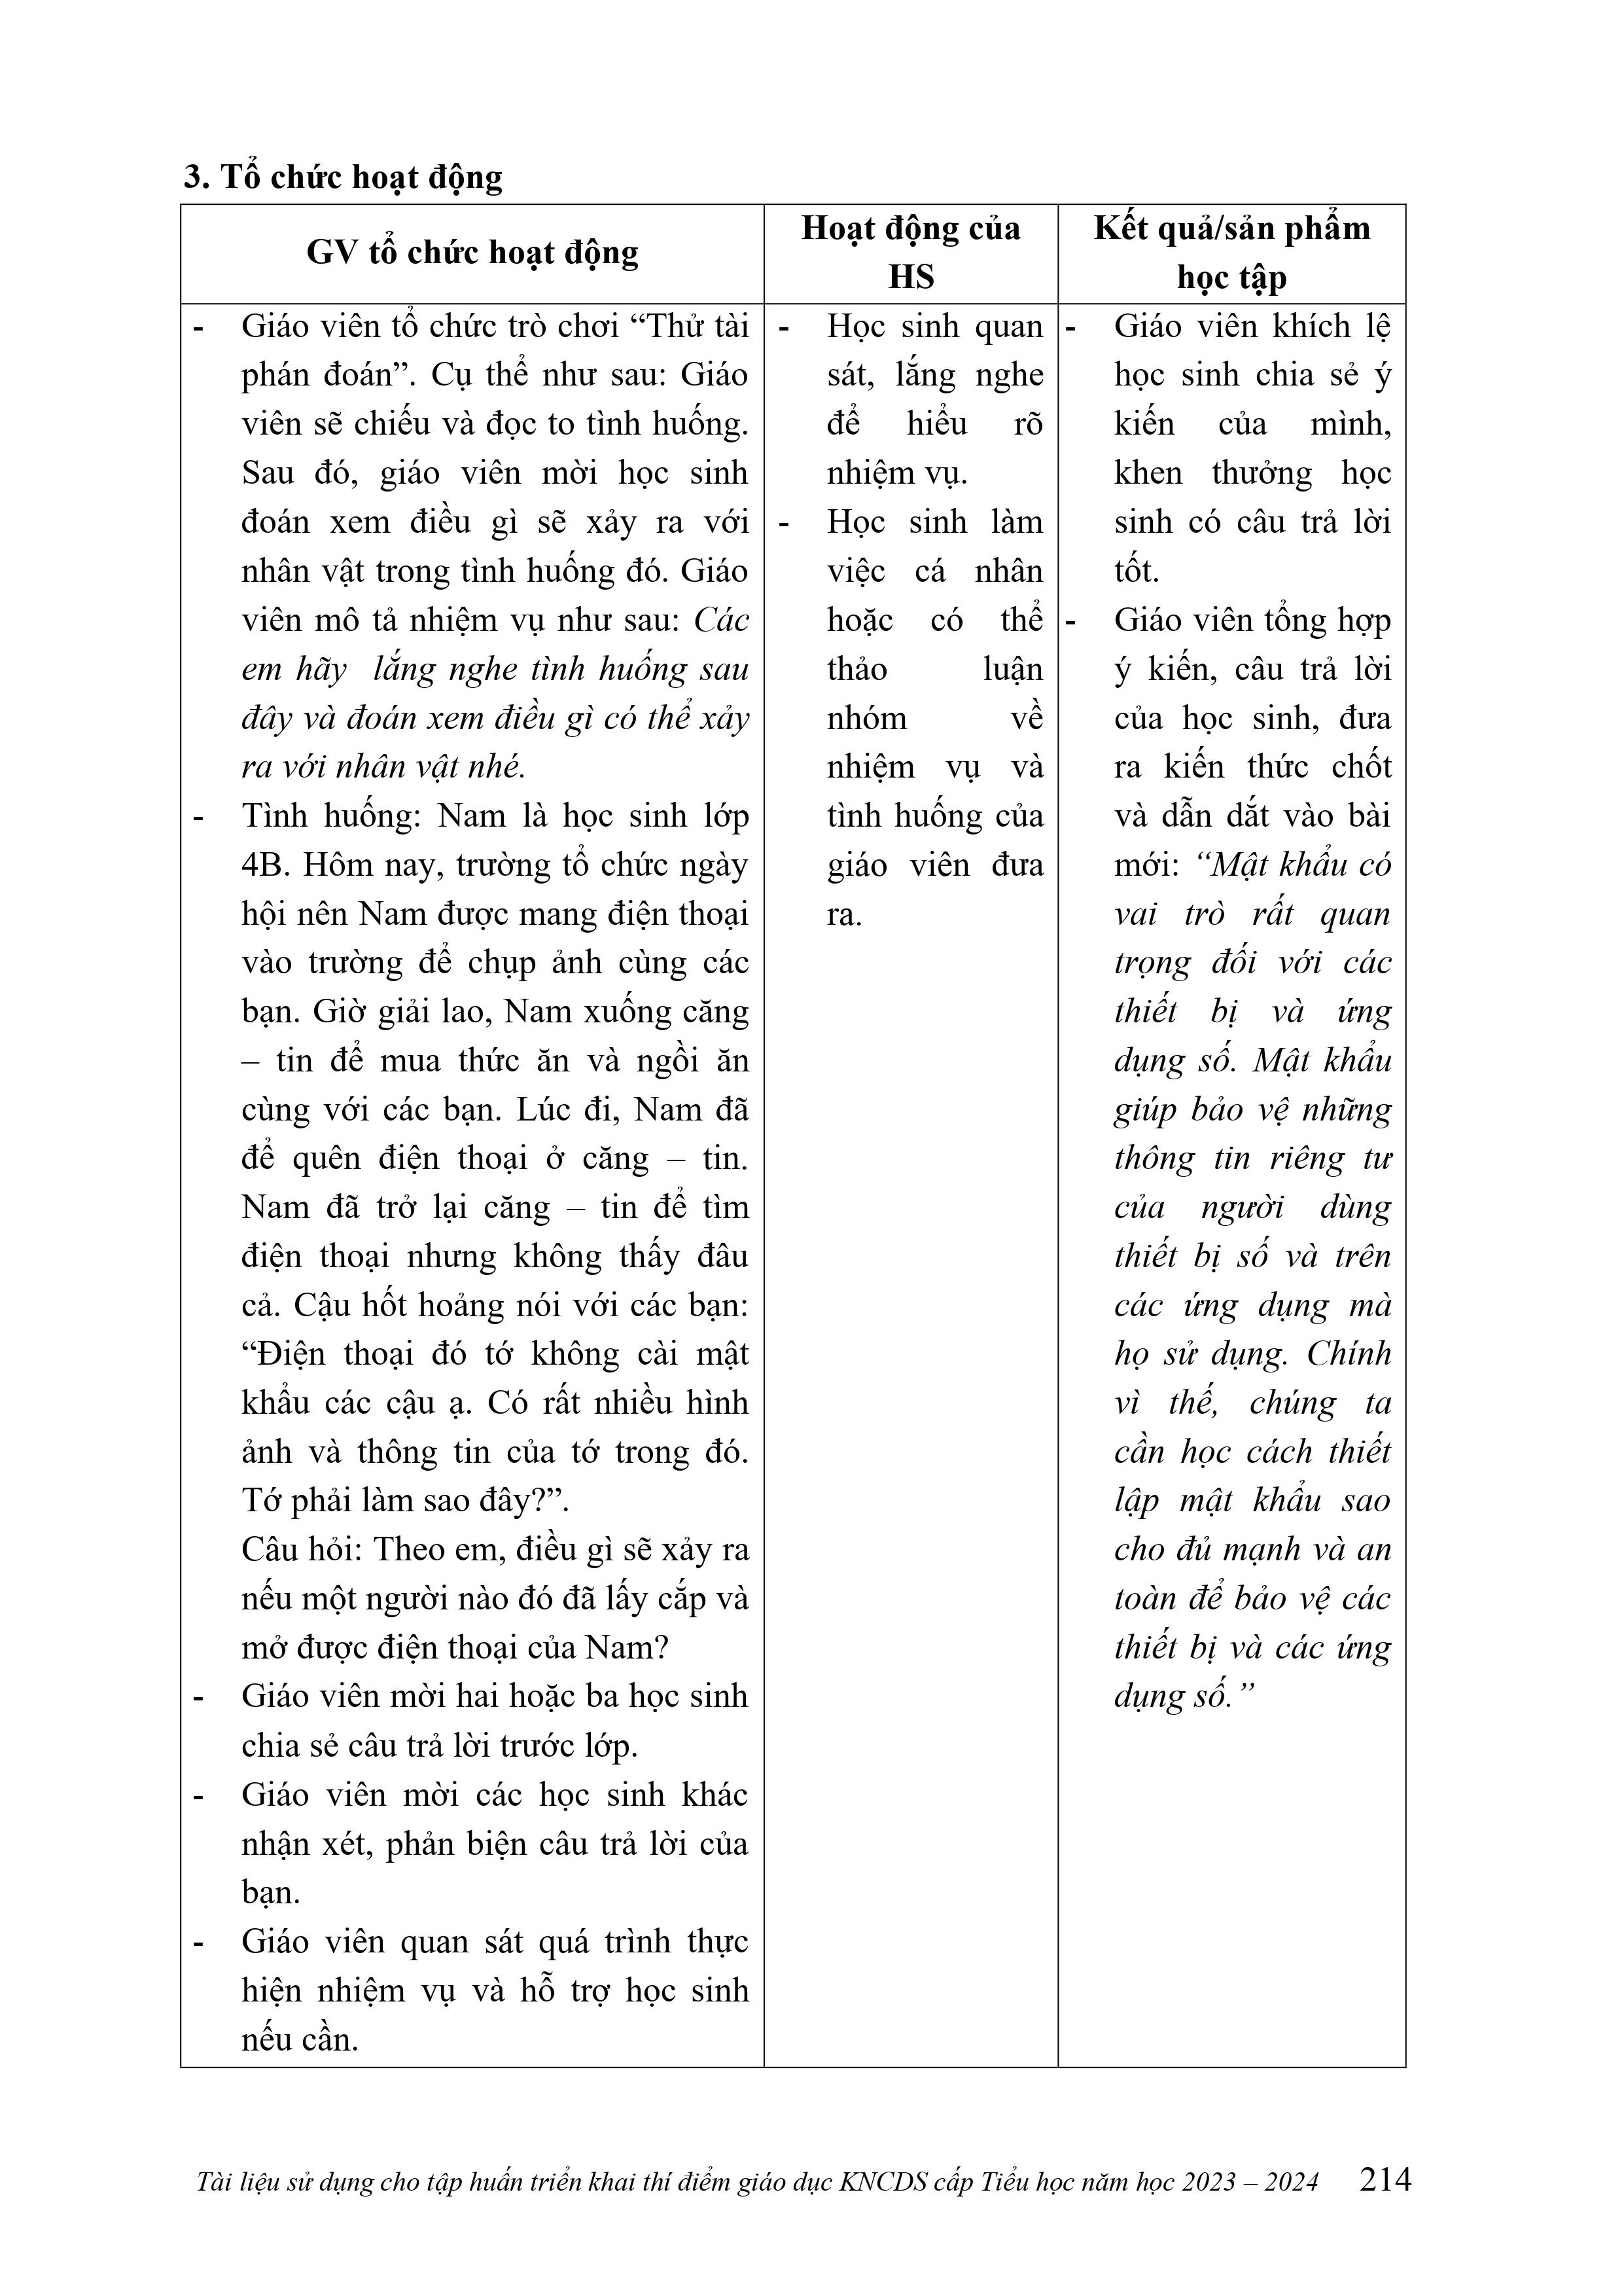 3. Tổ chức hoạt động
GV tổ chức hoạt động
Hoạt động của
HS
Kết quả/sản phẩm
học tập
- Giáo viên tổ chức trò chơi “Thử tài
phán đoán”. Cụ thể như sau: Giáo
viên sẽ chiếu và đọc to tình huống.
Sau đó, giáo viên mời học sinh
đoán xem điều gì sẽ xảy ra với
nhân vật trong tình huống đó. Giáo
viên mô tả nhiệm vụ như sau: Các
em hãy lắng nghe tình huống sau
đây và đoán xem điều gì có thể xảy
ra với nhân vật nhé.
- Tình huống: Nam là học sinh lớp
4B. Hôm nay, trường tổ chức ngày
hội nên Nam được mang điện thoại
vào trường để chụp ảnh cùng các
bạn. Giờ giải lao, Nam xuống căng
– tin để mua thức ăn và ngồi ăn
cùng với các bạn. Lúc đi, Nam đã
để quên điện thoại ở căng – tin.
Nam đã trở lại căng – tin để tìm
điện thoại nhưng không thấy đâu
cả. Cậu hốt hoảng nói với các bạn:
“Điện thoại đó tớ không cài mật
khẩu các cậu ạ. Có rất nhiều hình
ảnh và thông tin của tớ trong đó.
Tớ phải làm sao đây?”.
Câu hỏi: Theo em, điều gì sẽ xảy ra
nếu một người nào đó đã lấy cắp và
mở được điện thoại của Nam?
- Giáo viên mời hai hoặc ba học sinh
chia sẻ câu trả lời trước lớp.
- Giáo viên mời các học sinh khác
nhận xét, phản biện câu trả lời của
bạn.
- Giáo viên quan sát quá trình thực
hiện nhiệm vụ và hỗ trợ học sinh
nếu cần.
- Học sinh quan
sát, lắng nghe
để hiểu rõ
nhiệm vụ.
- Học sinh làm
việc cá nhân
hoặc có thể
thảo luận
nhóm về
nhiệm vụ và
tình huống của
giáo viên đưa
ra.
- Giáo viên khích lệ
học sinh chia sẻ ý
kiến của mình,
khen thưởng học
sinh có câu trả lời
tốt.
- Giáo viên tổng hợp
ý kiến, câu trả lời
của học sinh, đưa
ra kiến thức chốt
và dẫn dắt vào bài
mới: “Mật khẩu có
vai trò rất quan
trọng đối với các
thiết bị và ứng
dụng số. Mật khẩu
giúp bảo vệ những
thông tin riêng tư
của người dùng
thiết bị số và trên
các ứng dụng mà
họ sử dụng. Chính
vì thế, chúng ta
cần học cách thiết
lập mật khẩu sao
cho đủ mạnh và an
toàn để bảo vệ các
thiết bị và các ứng
dụng số.”
Tài liệu sử dụng cho tập huấn triển khai thí điểm giáo dục KNCDS cấp Tiểu học năm học 2023 – 2024 214